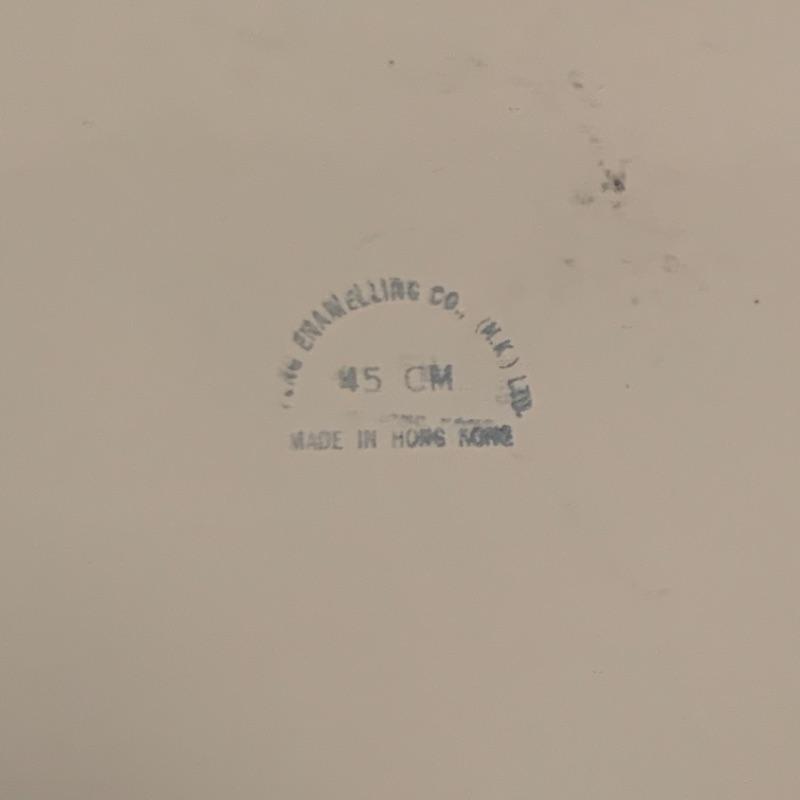 ENAMELLING CO., (H.K.) LTD.
45 CM
MADE IN HONG KONG